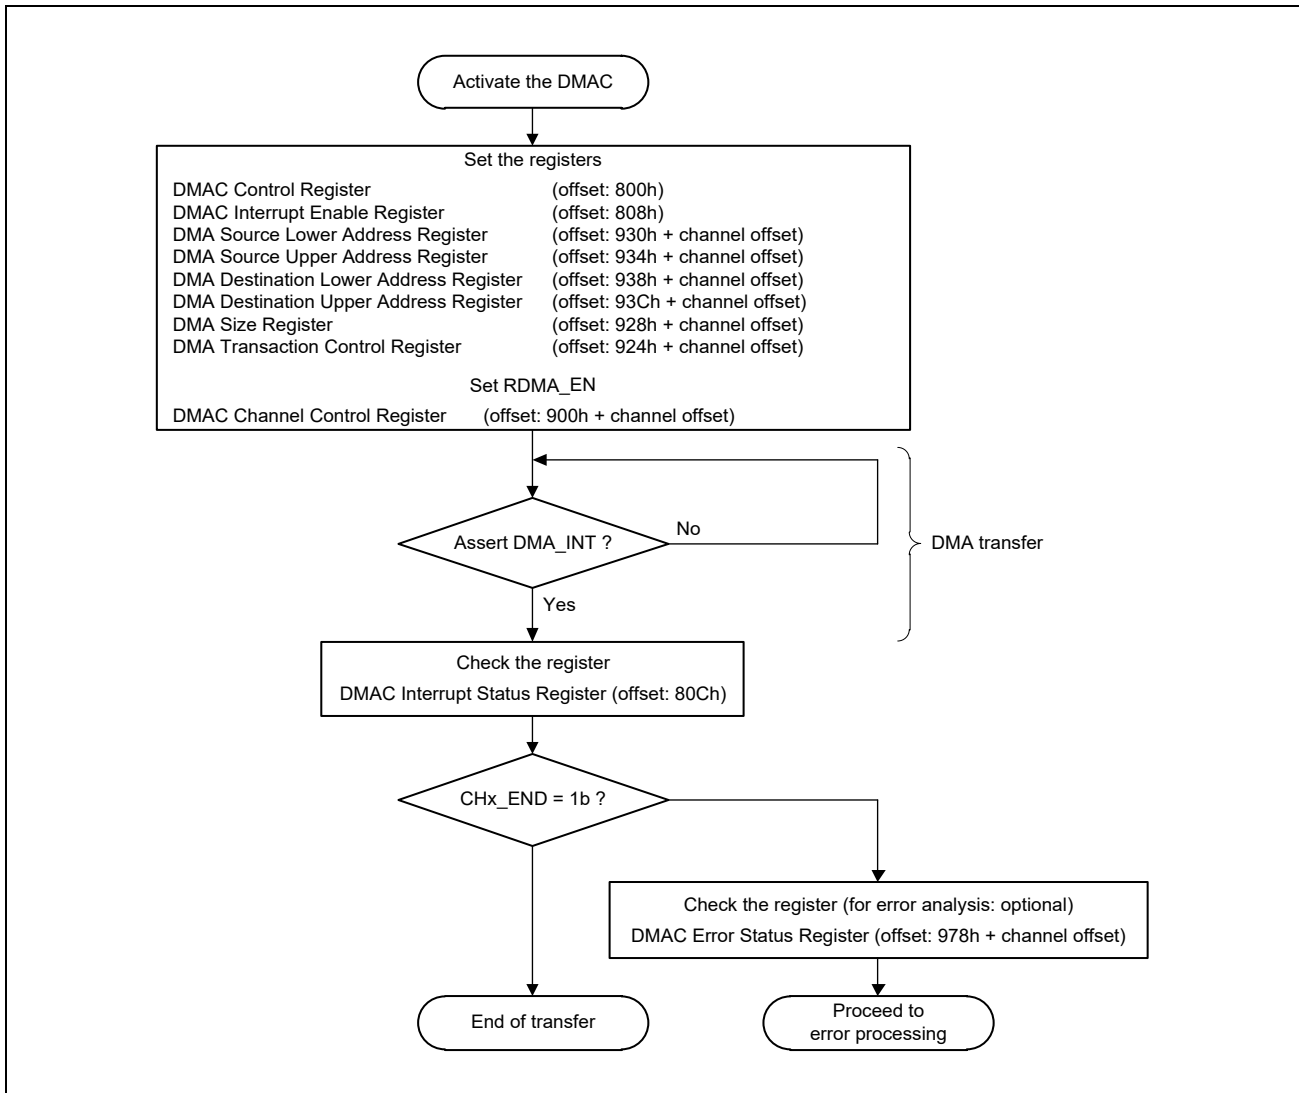 Activate the DMAC
Set the registers
DMAC Control Register (offset: 800h)
DMAC Interrupt Enable Register (offset: 808h)
DMA Source Lower Address Register (offset: 930h + channel offset)
DMA Source Upper Address Register (offset: 934h + channel offset)
DMA Destination Lower Address Register (offset: 938h + channel offset)
DMA Destination Upper Address Register (offset: 93Ch + channel offset)
DMA Size Register (offset: 928h + channel offset)
DMA Transaction Control Register (offset: 924h + channel offset)
Set RDMA_EN
DMAC Channel Control Register (offset: 900h + channel offset)
Assert DMA_INT ?
No
DMA transfer
Yes
Check the register
DMAC Interrupt Status Register (offset: 80Ch)
CHx_END = 1b ?
Check the register (for error analysis: optional)
DMAC Error Status Register (offset: 978h + channel offset)
End of transfer
Proceed to
error processing